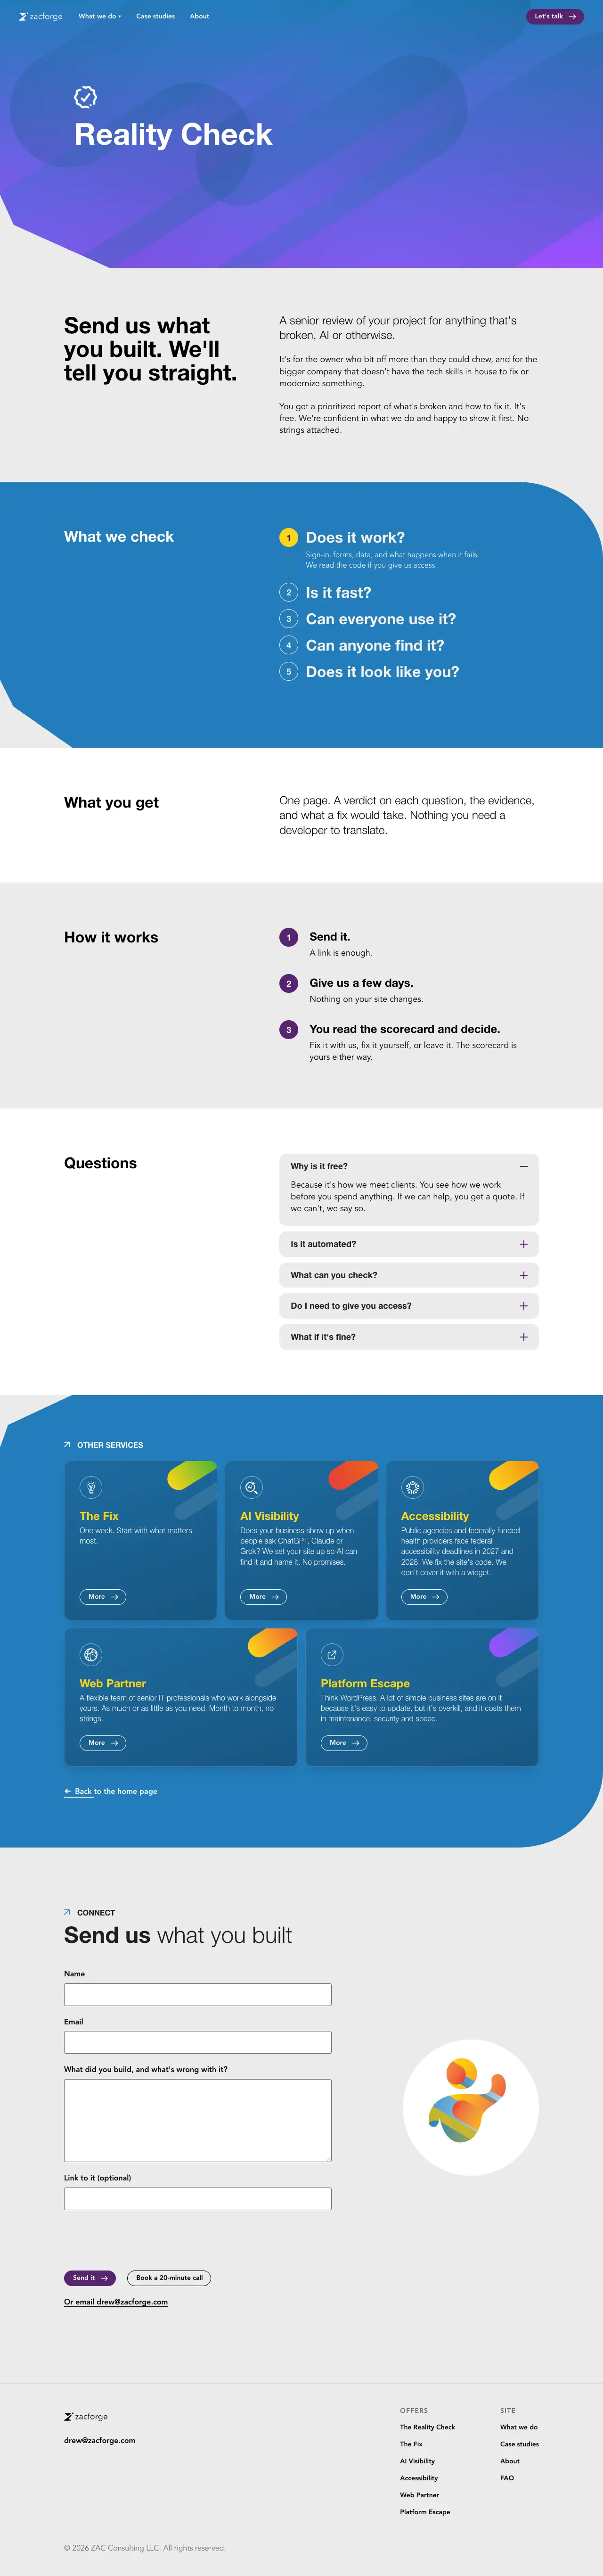 zacforge
What we do
Case studies
About
Let's talk
Reality Check
Send us what
you built. We'll
tell you straight.
A senior review of your project for anything that's
broken, AI or otherwise.
It's for the owner who bit off more than they could chew, and for the
bigger company that doesn't have the tech skills in house to fix or
modernize something.
You get a prioritized report of what's broken and how to fix it. It's
free. We're confident in what we do and happy to show it first. No
strings attached.
What we check
1
Does it work?
Sign-in, forms, data, and what happens when it fails.
We read the code if you give us access.
2
Is it fast?
3
Can everyone use it?
4
Can anyone find it?
5
Does it look like you?
What you get
One page. A verdict on each question, the evidence,
and what a fix would take. Nothing you need a
developer to translate.
How it works
1
Send it.
A link is enough.
2
Give us a few days.
Nothing on your site changes.
3
You read the scorecard and decide.
Fix it with us, fix it yourself, or leave it. The scorecard is
yours either way.
Questions
Why is it free?
Because it's how we meet clients. You see how we work
before you spend anything. If we can help, you get a quote. If
we can't, we say so.
Is it automated?
What can you check?
Do I need to give you access?
What if it's fine?
OTHER SERVICES
The Fix
One week. Start with what matters
most.
More
AI Visibility
Does your business show up when
people ask ChatGPT, Claude or
Grok? We set your site up so AI can
find it and name it. No promises.
More
Accessibility
Public agencies and federally funded
health providers face federal
accessibility deadlines in 2027 and
2028. We fix the site's code. We
don't cover it with a widget.
More
Web Partner
A flexible team of senior IT professionals who work alongside
yours. As much or as little as you need. Month to month, no
strings.
More
Platform Escape
Think WordPress. A lot of simple business sites are on it
because it's easy to update, but it's overkill, and it costs them
in maintenance, security and speed.
More
Back to the home page
CONNECT
Send us what you built
Name
Email
What did you build, and what's wrong with it?
Link to it (optional)
Send it
Book a 20-minute call
Or email drew@zacforge.com
zacforge
drew@zacforge.com
OFFERS
The Reality Check
The Fix
AI Visibility
Accessibility
Web Partner
Platform Escape
SITE
What we do
Case studies
About
FAQ
© 2026 ZAC Consulting LLC. All rights reserved.